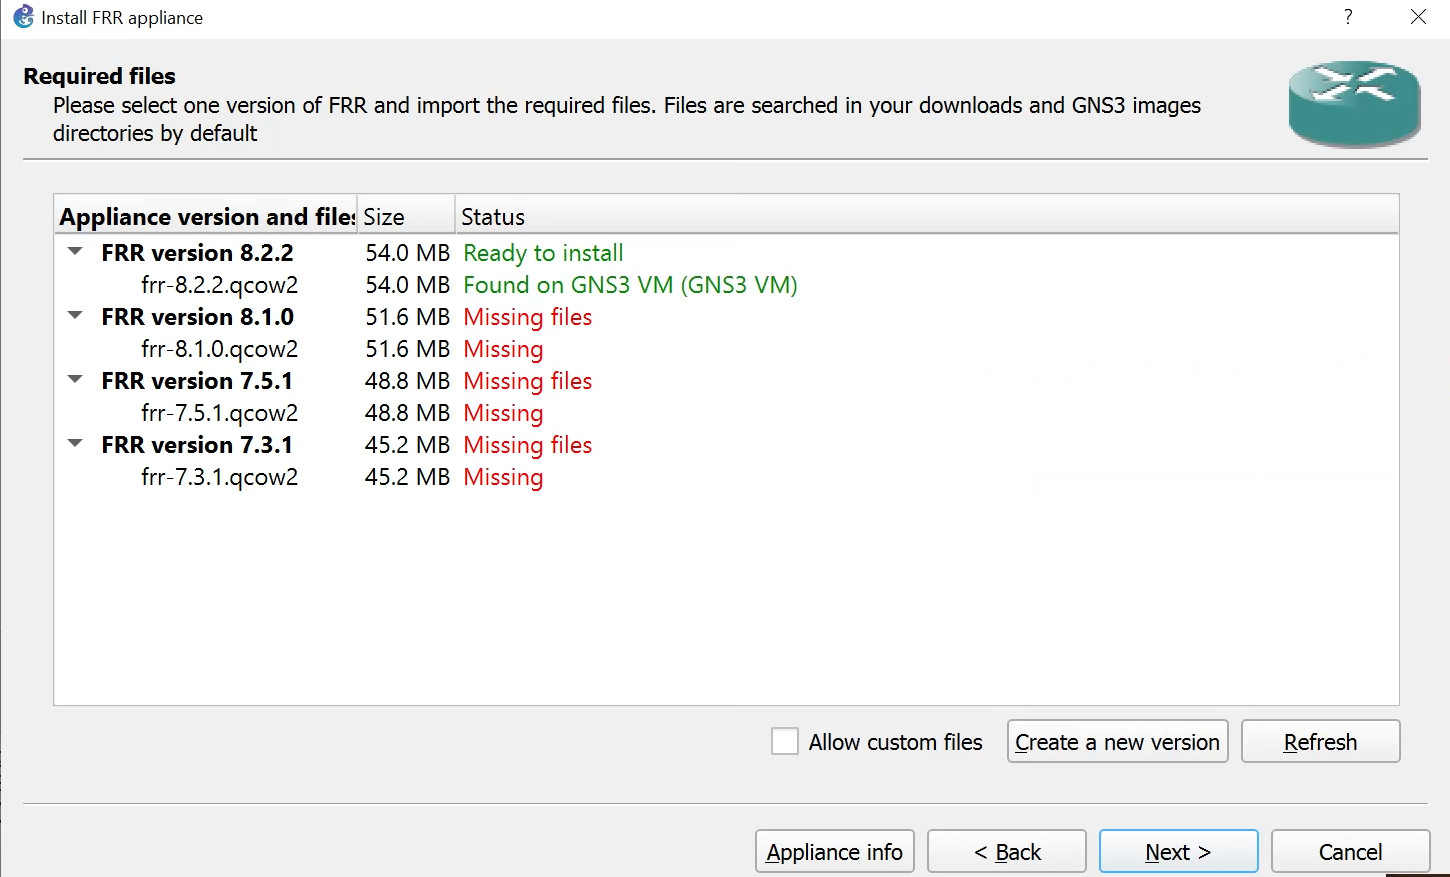 Install FRR appliance ?
Required files
Please select one version of FRR and import the required files. Files are searched in your downloads and GNS3 images
directories by default
Appliance version and files Size Status
FRR version 8.2.2 54.0 MB Ready to install
frr-8.2.2.qcow2 54.0 MB Found on GNS3 VM (GNS3 VM)
FRR version 8.1.0 51.6 MB Missing files
frr-8.1.0.qcow2 51.6 MB Missing
FRR version 7.5.1 48.8 MB Missing files
frr-7.5.1.qcow2 48.8 MB Missing
FRR version 7.3.1 45.2 MB Missing files
frr-7.3.1.qcow2 45.2 MB Missing
Allow custom files Create a new version Refresh
Appliance info < Back Next > Cancel